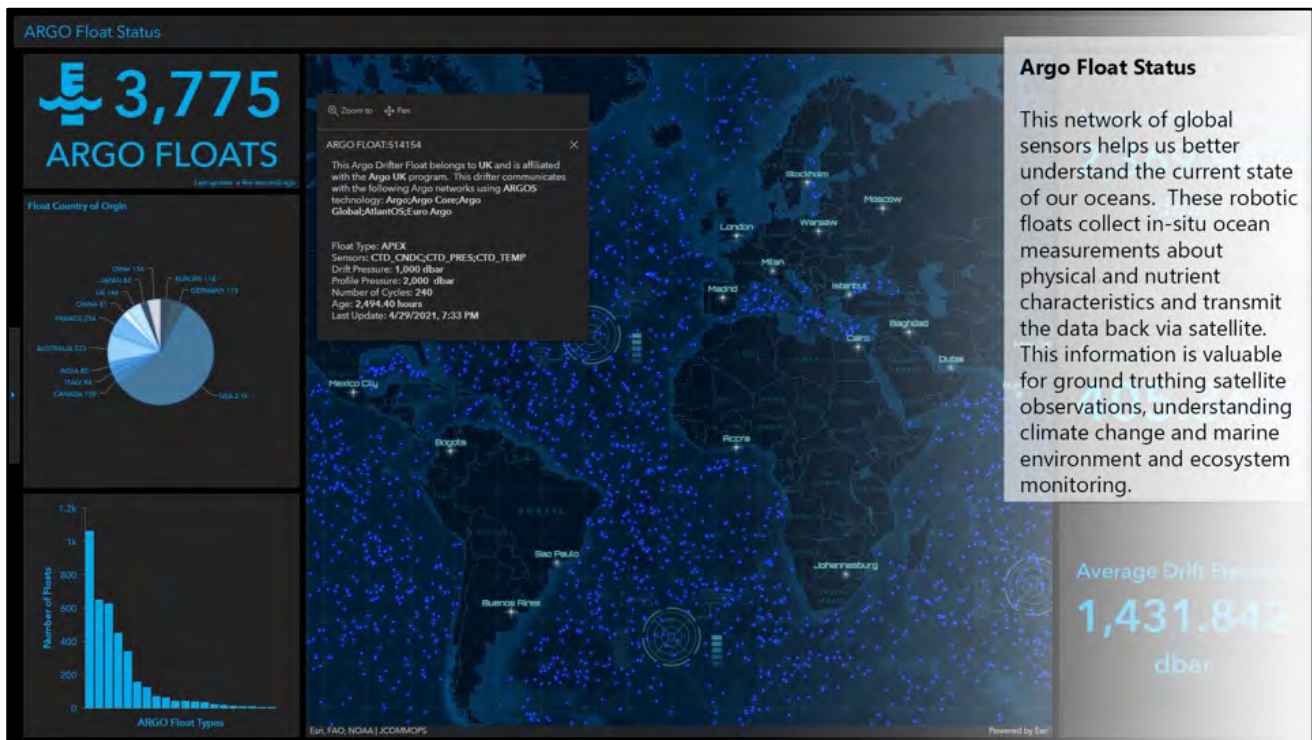 ARGO Float Status
3,775
ARGO FLOATS
Last update: a few seconds ago
Float Country of Orgin
Other 156
JAPAN 84
UK 144
CHINA 81
FRANCE 254
AUSTRALIA 323
INDIA 80
ITALY 84
CANADA 109
EUROPE 114
GERMANY 173
1.2k
1k
800
600
400
200
0
Number of Floats
ARGO Float Types
Zoom to
Pan
ARGO FLOAT:514154
This Argo Drifter Float belongs to UK and is affiliated
with the Argo UK program. This drifter communicates
with the following Argo networks using ARGOS
technology: Argo;Argo Core;Argo
Global;AtlantOS;Euro Argo
Float Type: APEX
Sensors: CTD_CNDC;CTD_PRES;CTD_TEMP
Drift Pressure: 1,000 dbar
Profile Pressure: 2,000 dbar
Number of Cycles: 240
Age: 2,494.40 hours
Last Update: 4/29/2021, 7:33 PM
Stockholm
Moscow
London
Warsaw
Milan
Madrid
Istanbul
Baghdad
Cairo
Dubai
Mexico City
Bogota
Accra
BRAZIL
Sao Paulo
Johannesburg
Buenos Aires
Esri, FAO, NOAA | JCOMMOPS
Powered by Esri
Argo Float Status
This network of global
sensors helps us better
understand the current state
of our oceans. These robotic
floats collect in-situ ocean
measurements about
physical and nutrient
characteristics and transmit
the data back via satellite.
This information is valuable
for ground truthing satellite
observations, understanding
climate change and marine
environment and ecosystem
monitoring.
Average Drift Pressure
1,431.842
dbar